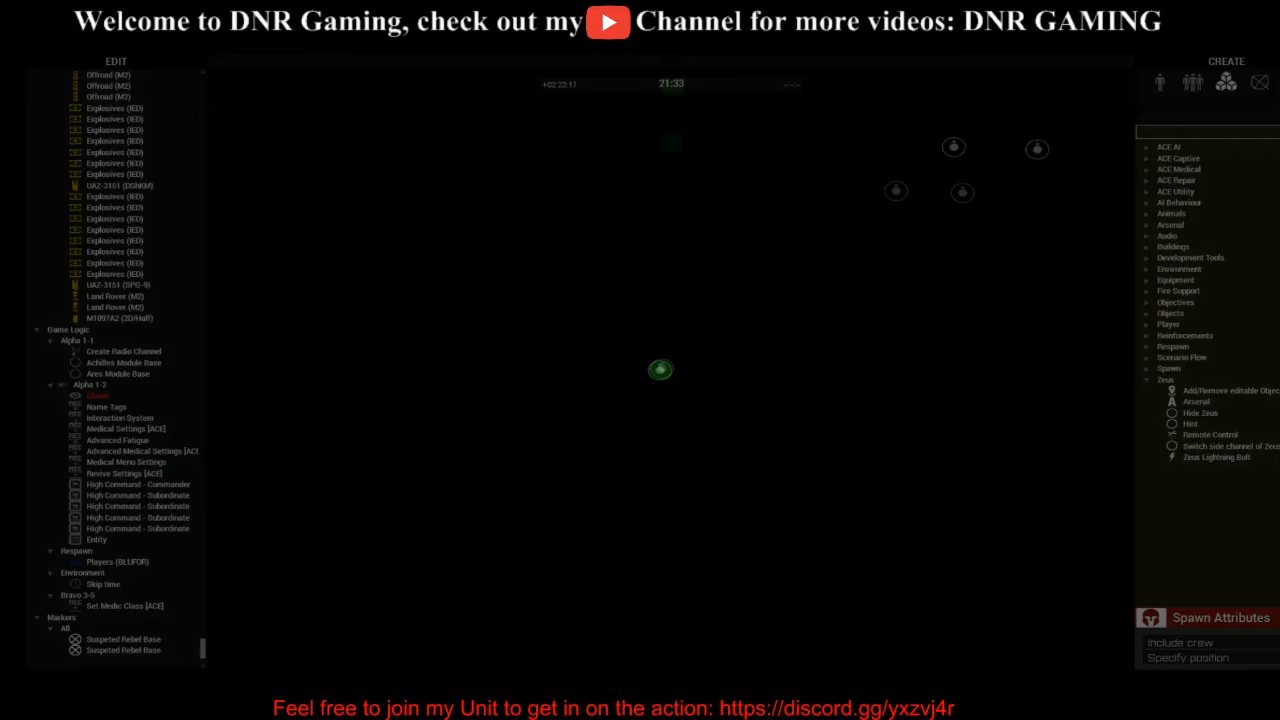 Welcome to DNR Gaming, check out my Channel for more videos: DNR GAMING
EDIT
Offroad (M2)
Offroad (M2)
Offroad (M2)
Explosives (IED)
Explosives (IED)
Explosives (IED)
Explosives (IED)
Explosives (IED)
Explosives (IED)
Explosives (IED)
UAZ-3151 (DShKM)
Explosives (IED)
Explosives (IED)
Explosives (IED)
Explosives (IED)
Explosives (IED)
Explosives (IED)
Explosives (IED)
Explosives (IED)
UAZ-3151 (SPG-9)
Land Rover (M2)
Land Rover (M2)
M1097A2 (2D/Half)
Game Logic
Alpha 1-1
Create Radio Channel
Achilles Module Base
Ares Module Base
Alpha 1-2
Name Tags
Interaction System
Medical Settings [ACE]
Advanced Fatigue
Advanced Medical Settings [ACE
Medical Menu Settings
Revive Settings [ACE]
High Command - Commander
High Command - Subordinate
High Command - Subordinate
High Command - Subordinate
High Command - Subordinate
Entity
Respawn
Players (BLUFOR)
Environment
Skip time
Bravo 3-5
Set Medic Class [ACE]
Markers
All
Suspeted Rebel Base
Suspeted Rebel Base
+02:23:17
21:33
--:--
CREATE
ACE AI
ACE Captive
ACE Medical
ACE Repair
ACE Utility
AI Behaviour
Animals
Arsenal
Audio
Buildings
Development Tools
Environment
Equipment
Fire Support
Objectives
Objects
Player
Reinforcements
Respawn
Scenario Flow
Spawn
Zeus
Add/Remove editable Objec
Arsenal
Hide Zeus
Hint
Remote Control
Switch side channel of Zeus
Zeus Lightning Bolt
Spawn Attributes
Include crew
Specify position
Feel free to join my Unit to get in on the action: https://discord.gg/yxzvj4r